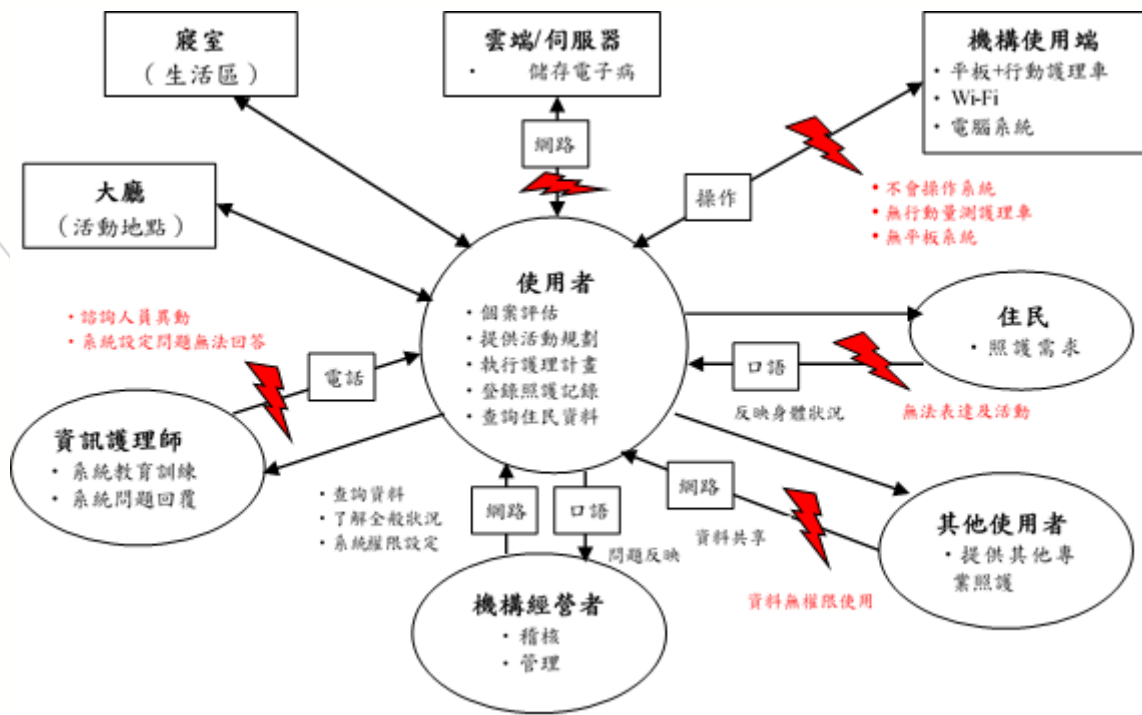 寢室
(生活區)
雲端/伺服器
• 儲存電子病
機構使用端
• 平板+行動護理車
• Wi-Fi
• 電腦系統
網路
操作
• 不會操作系統
• 無行動量測護理車
• 無平板系統
大廳
(活動地點)
使用者
• 個案評估
• 提供活動規劃
• 執行護理計畫
• 登錄照護記錄
• 查詢住民資料
住民
• 照護需求
口語
反映身體狀況
無法表達及活動
• 諮詢人員異動
• 系統設定問題無法回答
電話
資訊護理師
• 系統教育訓練
• 系統問題回覆
• 查詢資料
• 了解全般狀況
• 系統權限設定
網路
口語
問題反映
網路
資料共享
資料無權限使用
其他使用者
• 提供其他專
業照護
機構經營者
• 稽核
• 管理